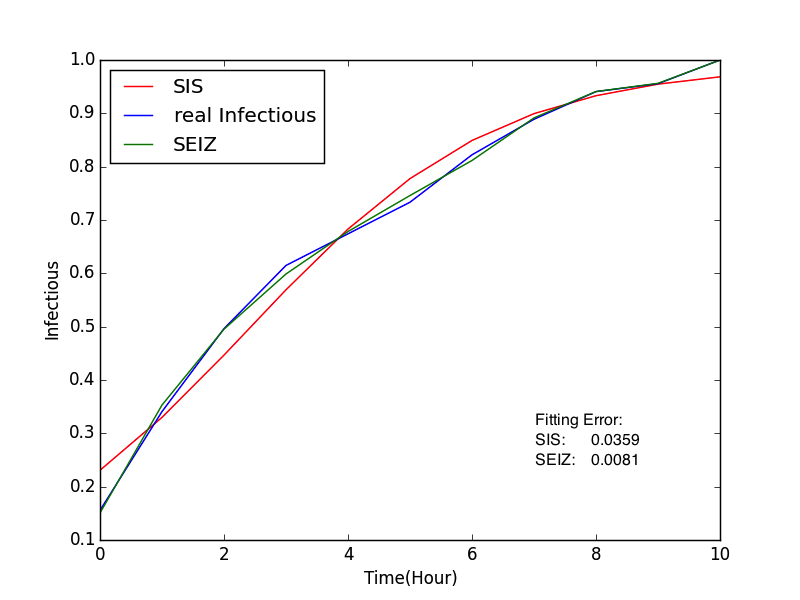 1.0
0.9
0.8
0.7
0.6
0.5
0.4
0.3
0.2
0.1
SIS
real Infectious
SEIZ
Infectious
Fitting Error:
SIS: 0.0359
SEIZ: 0.0081
0 2 4 6 8 10
Time(Hour)